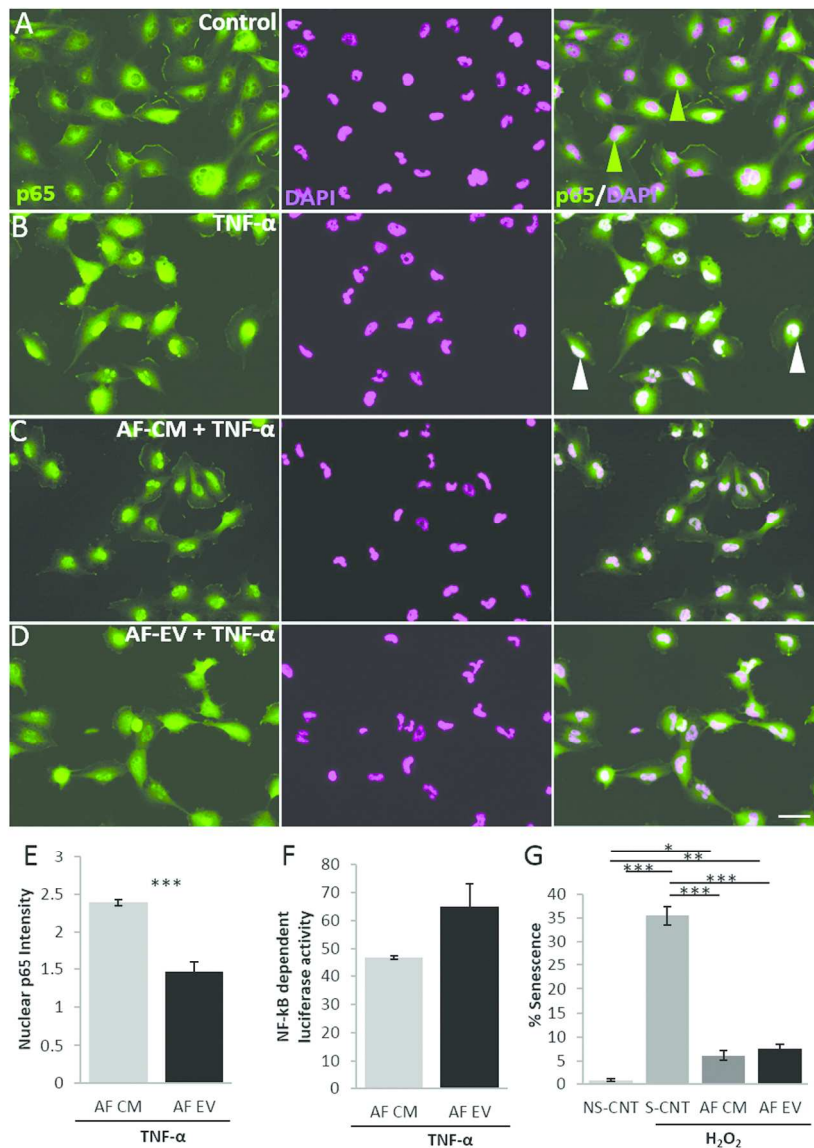 A Control
p65
DAPI
p65/DAPI
B TNF-α
C AF-CM + TNF-α
D AF-EV + TNF-α
E
Nuclear p65 Intensity
3
2.5
2
1.5
1
0.5
0
***
AF CM AF EV
TNF-α
F
NF-kB dependent
luciferase activity
80
70
60
50
40
30
20
10
0
AF CM AF EV
TNF-α
G
% Senescence
40
35
30
25
20
15
10
5
0
*
**
***
***
***
NS-CNT S-CNT AF CM AF EV
H₂O₂